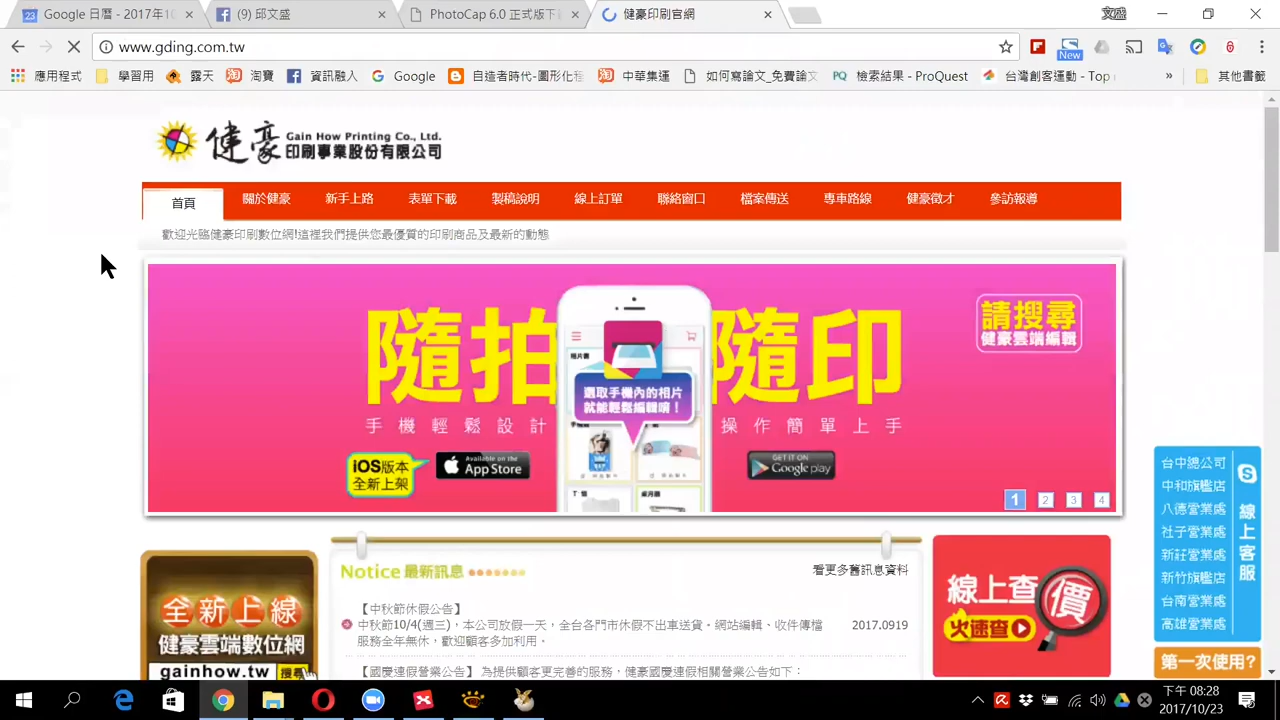 Google 日曆 - 2017年10
(9) 邱文盛
PhotoCap 6.0 正式版下
健豪印刷官網
文盛
www.gding.com.tw
New
應用程式
學習用
露天
淘寶
資訊融入
Google
自造者時代-圖形化程
中華集運
如何寫論文_免費論文
檢索結果 - ProQuest
台灣創客運動 - Top
其他書籤
健豪 Gain How Printing Co., Ltd.
印刷事業股份有限公司
首頁
關於健豪
新手上路
表單下載
製稿說明
線上訂單
聯絡窗口
檔案傳送
專車路線
健豪徵才
參訪報導
歡迎光臨健豪印刷數位網!這裡我們提供您最優質的印刷商品及最新的動態
隨拍 隨印
請搜尋
健豪雲端編輯
選取手機內的相片
就能輕鬆編輯唷！
手機輕鬆設計
操作簡單上手
iOS版本
全新上架
Available on the
App Store
GET IT ON
Google play
1 2 3 4
台中總公司
中和旗艦店
八德營業處
社子營業處
新莊營業處
新竹旗艦店
台南營業處
高雄營業處
線上客服
第一次使用?
全新上線
健豪雲端數位網
gainhow.tw 搜尋
Notice 最新訊息
看更多舊訊息資料
【中秋節休假公告】
中秋節10/4(週三)，本公司放假一天，全台各門市休假不出車送貨。網站編輯、收件傳檔
服務全年無休，歡迎顧客多加利用。
2017.0919
【國慶連假營業公告】 為提供顧客更完善的服務，健豪國慶連假相關營業公告如下：
線上查價
火速查
下午 08:28
2017/10/23